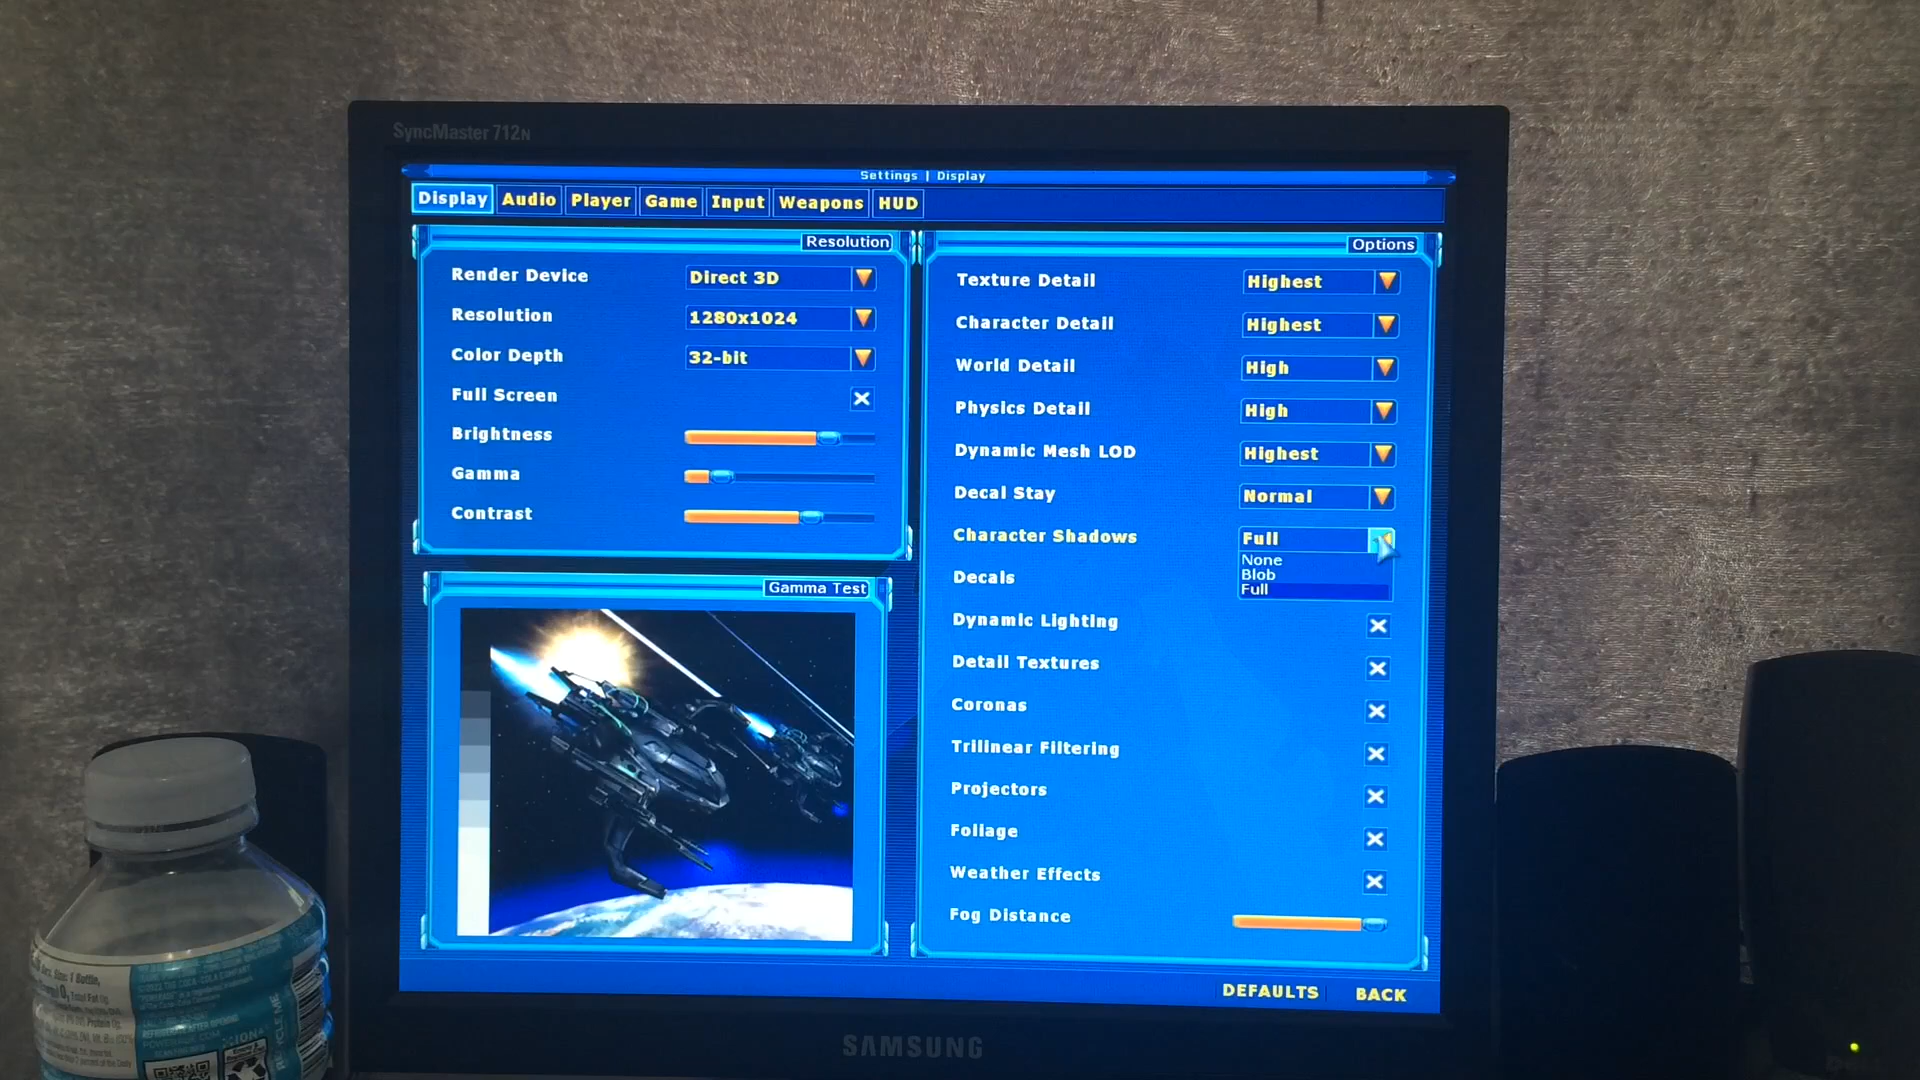 SyncMaster 712N
Settings | Display
Display Audio Player Game Input Weapons HUD
Resolution
Render Device Direct 3D
Resolution 1280x1024
Color Depth 32-bit
Full Screen
Brightness
Gamma
Contrast
Gamma Test
Options
Texture Detail Highest
Character Detail Highest
World Detail High
Physics Detail High
Dynamic Mesh LOD Highest
Decal Stay Normal
Character Shadows Full
None
Blob
Full
Decals
Dynamic Lighting
Detail Textures
Coronas
Trilinear Filtering
Projectors
Foliage
Weather Effects
Fog Distance
DEFAULTS BACK
SAMSUNG
RECYCLE ME